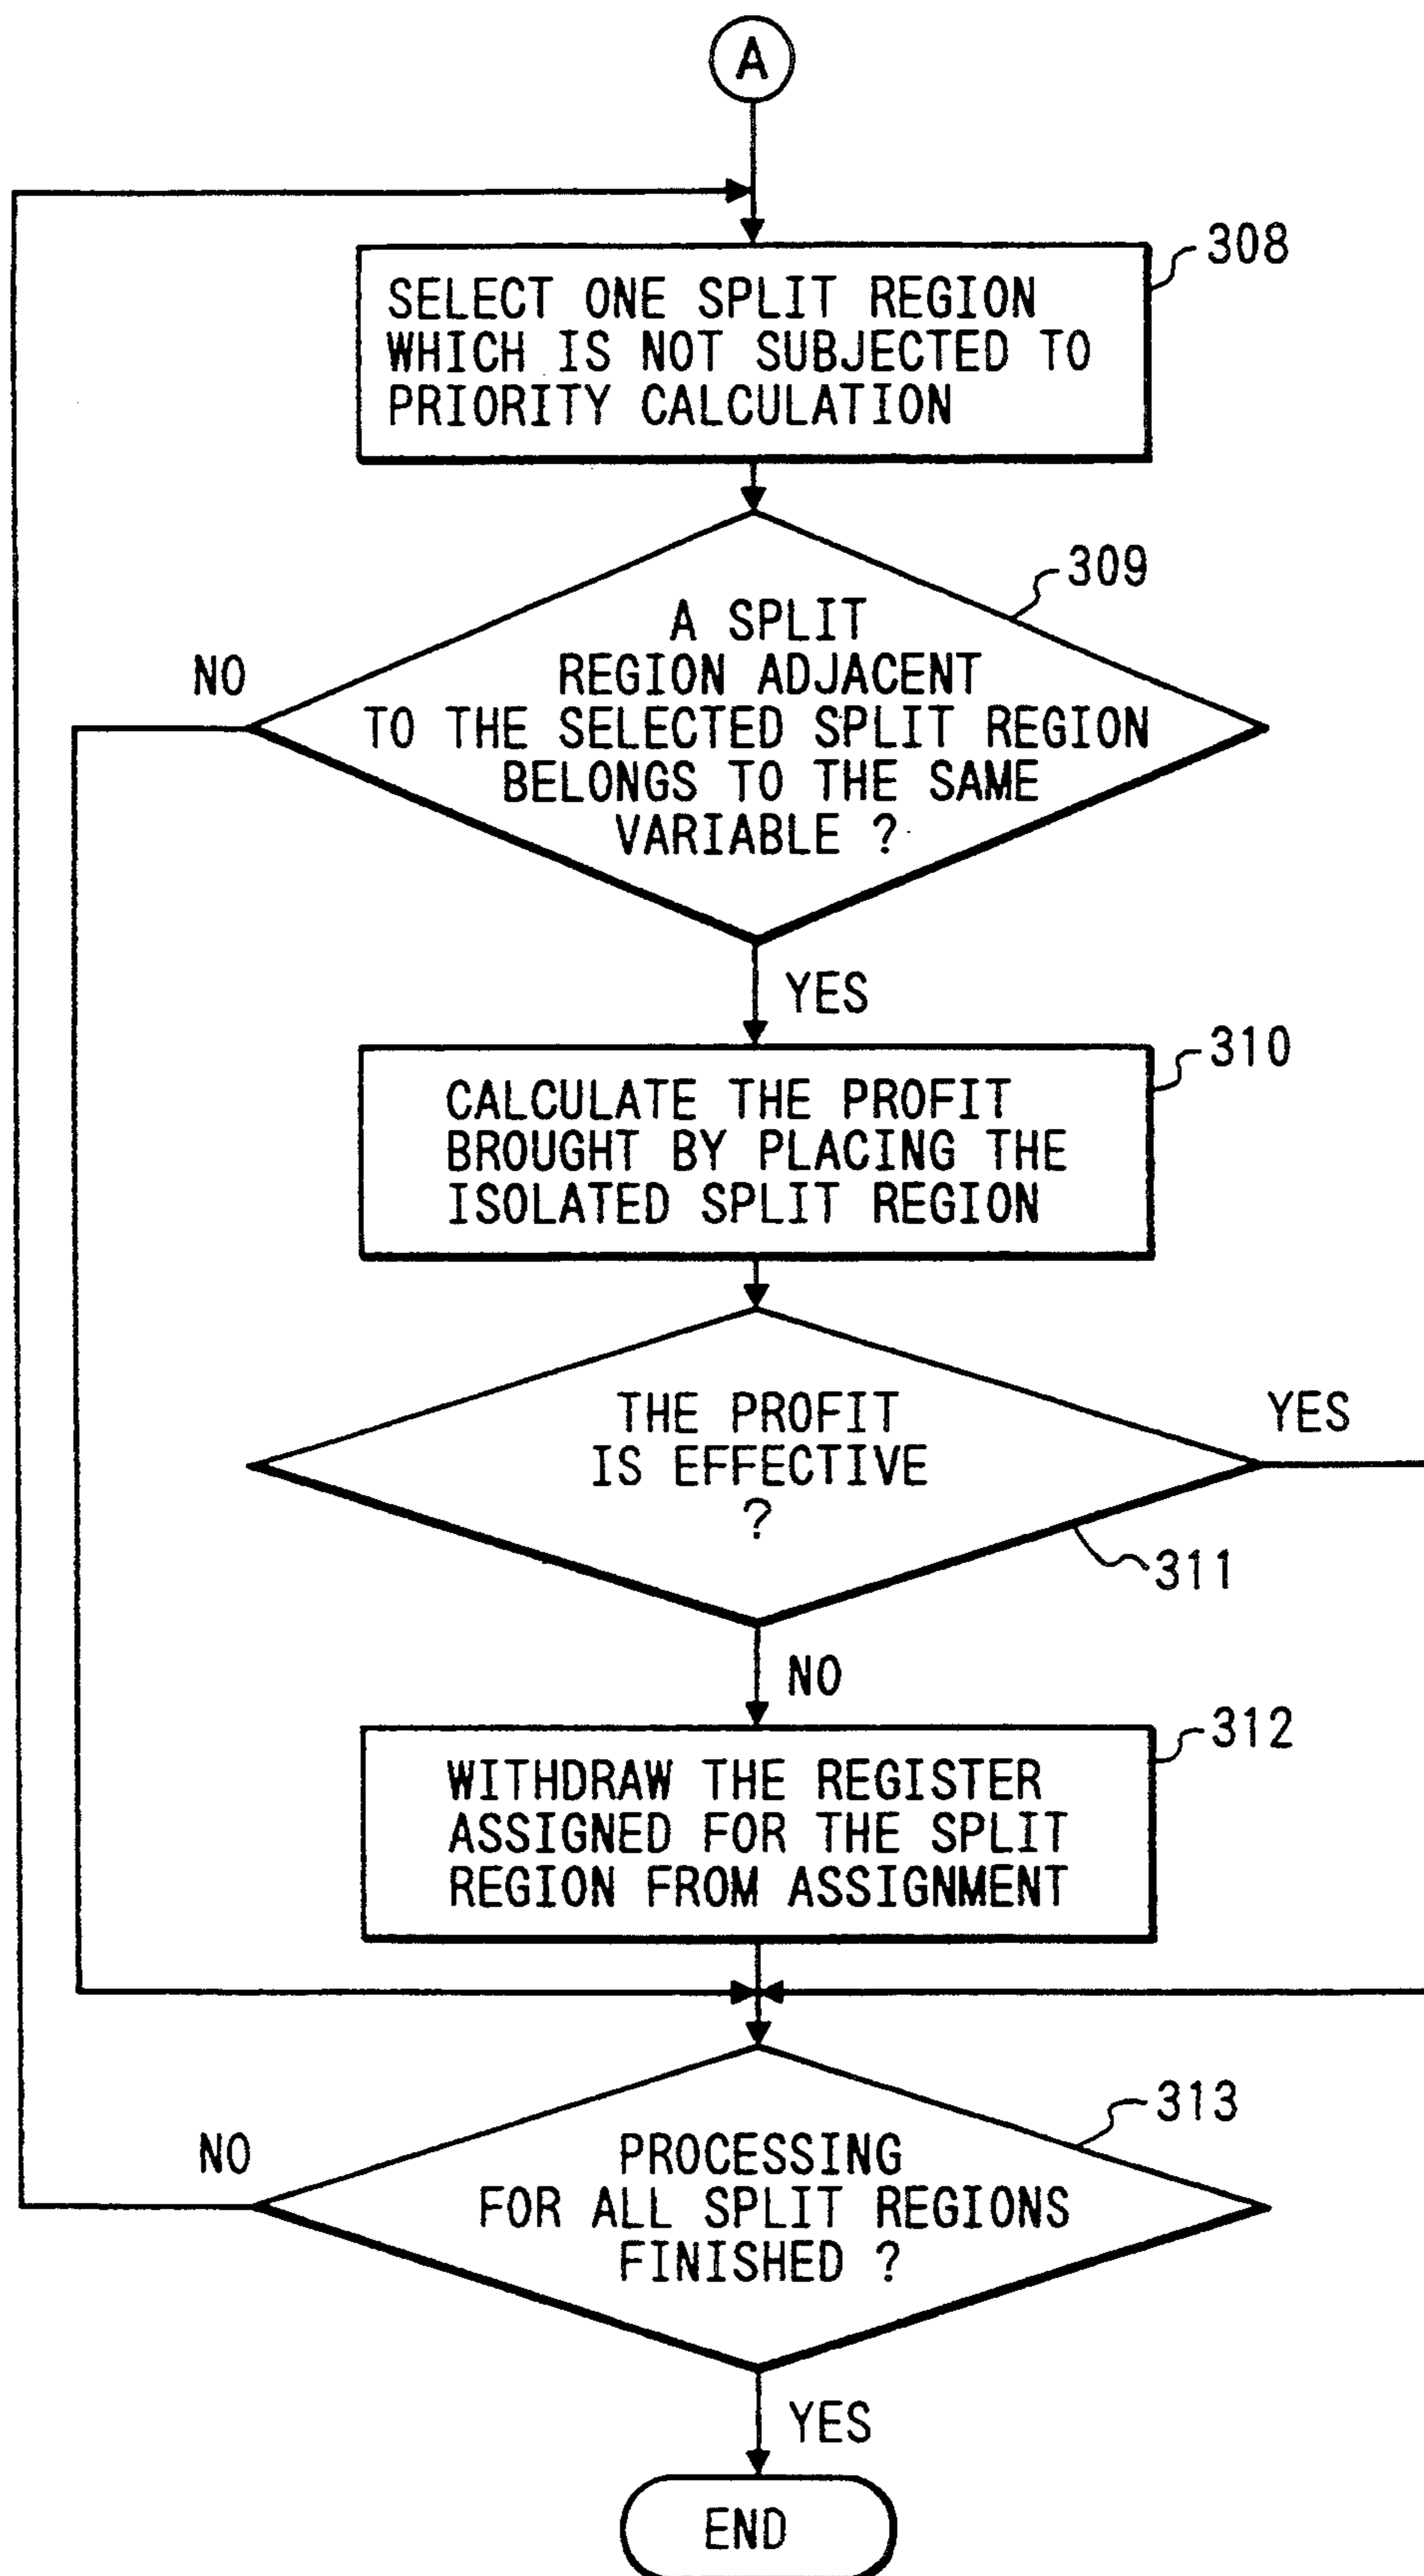 A
308
SELECT ONE SPLIT REGION
WHICH IS NOT SUBJECTED TO
PRIORITY CALCULATION
309
A SPLIT
REGION ADJACENT
TO THE SELECTED SPLIT REGION
BELONGS TO THE SAME
VARIABLE ?
NO
YES
310
CALCULATE THE PROFIT
BROUGHT BY PLACING THE
ISOLATED SPLIT REGION
THE PROFIT
IS EFFECTIVE
?
YES
311
NO
312
WITHDRAW THE REGISTER
ASSIGNED FOR THE SPLIT
REGION FROM ASSIGNMENT
313
PROCESSING
FOR ALL SPLIT REGIONS
FINISHED ?
NO
YES
END